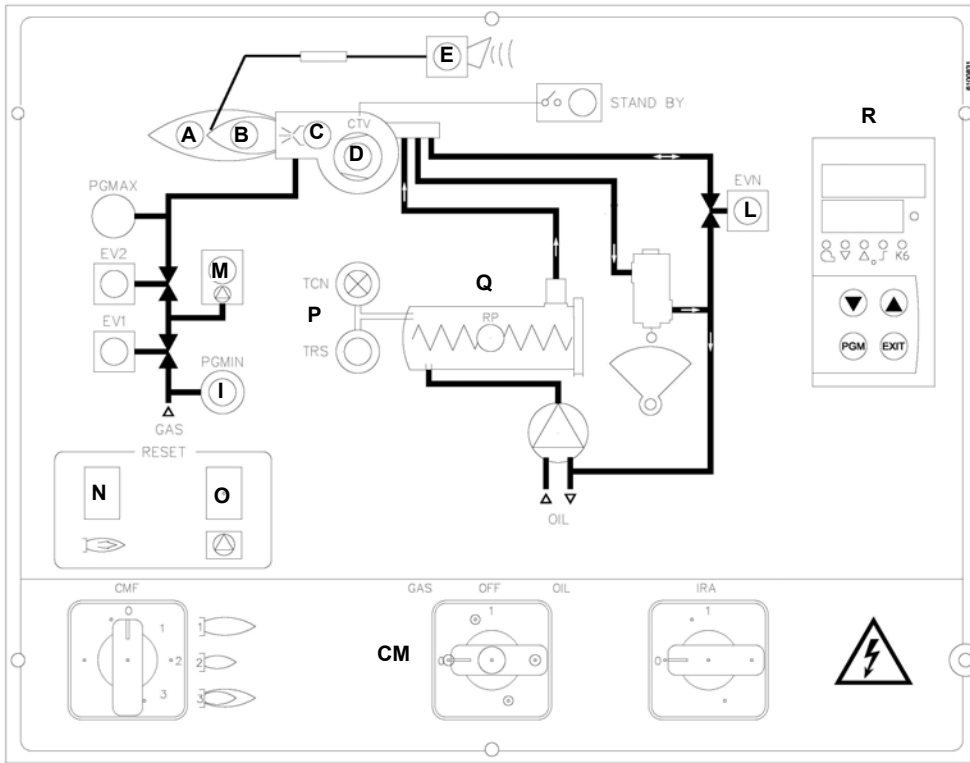 E
STAND BY
R
A
B
C
CTV
D
PGMAX
EVN
L
EV2
M
TCN
Q
K6
P
RP
EV1
TRS
PGM
EXIT
PGMIN
I
GAS
RESET
N
O
OIL
CMF
GAS
OFF
OIL
IRA
0
1
2
3
1
2
3
CM
1
0
1
0